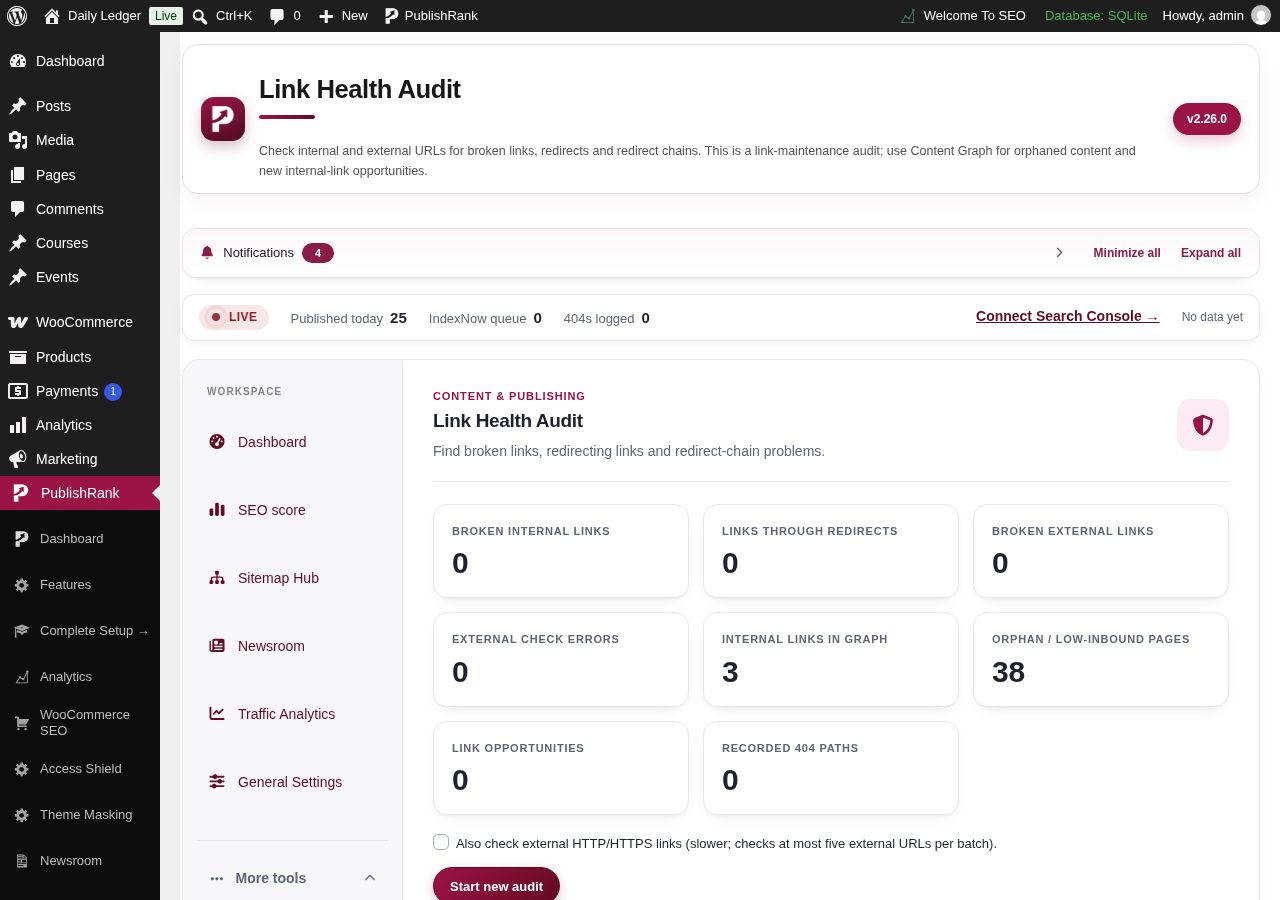 Daily Ledger Live Ctrl+K 0 New PublishRank Welcome To SEO Database: SQLite Howdy, admin
Dashboard
Posts
Media
Pages
Comments
Courses
Events
WooCommerce
Products
Payments 1
Analytics
Marketing
PublishRank
Dashboard
Features
Complete Setup →
Analytics
WooCommerce
SEO
Access Shield
Theme Masking
Newsroom
Link Health Audit
v2.26.0
Check internal and external URLs for broken links, redirects and redirect chains. This is a link-maintenance audit; use Content Graph for orphaned content and
new internal-link opportunities.
Notifications 4 Minimize all Expand all
LIVE Published today 25 IndexNow queue 0 404s logged 0 Connect Search Console → No data yet
WORKSPACE
Dashboard
SEO score
Sitemap Hub
Newsroom
Traffic Analytics
General Settings
More tools
CONTENT & PUBLISHING
Link Health Audit
Find broken links, redirecting links and redirect-chain problems.
BROKEN INTERNAL LINKS
0
LINKS THROUGH REDIRECTS
0
BROKEN EXTERNAL LINKS
0
EXTERNAL CHECK ERRORS
0
INTERNAL LINKS IN GRAPH
3
ORPHAN / LOW-INBOUND PAGES
38
LINK OPPORTUNITIES
0
RECORDED 404 PATHS
0
Also check external HTTP/HTTPS links (slower; checks at most five external URLs per batch).
Start new audit